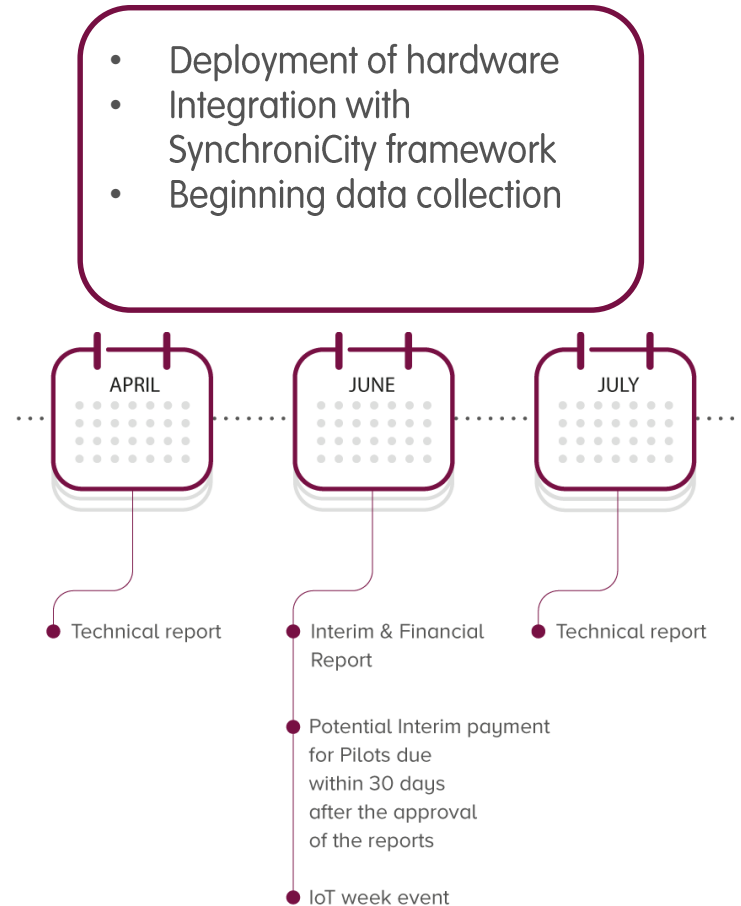 • Deployment of hardware
• Integration with
SynchroniCity framework
• Beginning data collection
APRIL
JUNE
JULY
Technical report
Interim & Financial
Report
Potential Interim payment
for Pilots due
within 30 days
after the approval
of the reports
IoT week event
Technical report